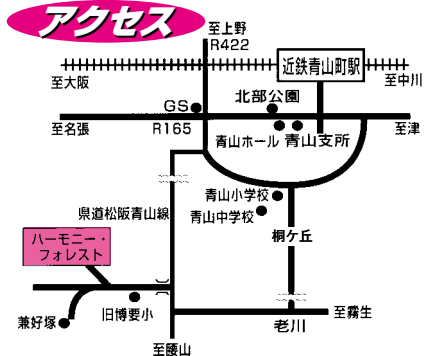 アクセス
至上野
R422
近鉄青山町駅
至大阪
至中川
北部公園
GS
至名張
R165
青山ホール
青山支所
至津
青山小学校
県道松阪青山線
青山中学校
桐ケ丘
ハーモニー・
フォレスト
旧博要小
兼好塚
老川
至霧生
至腰山